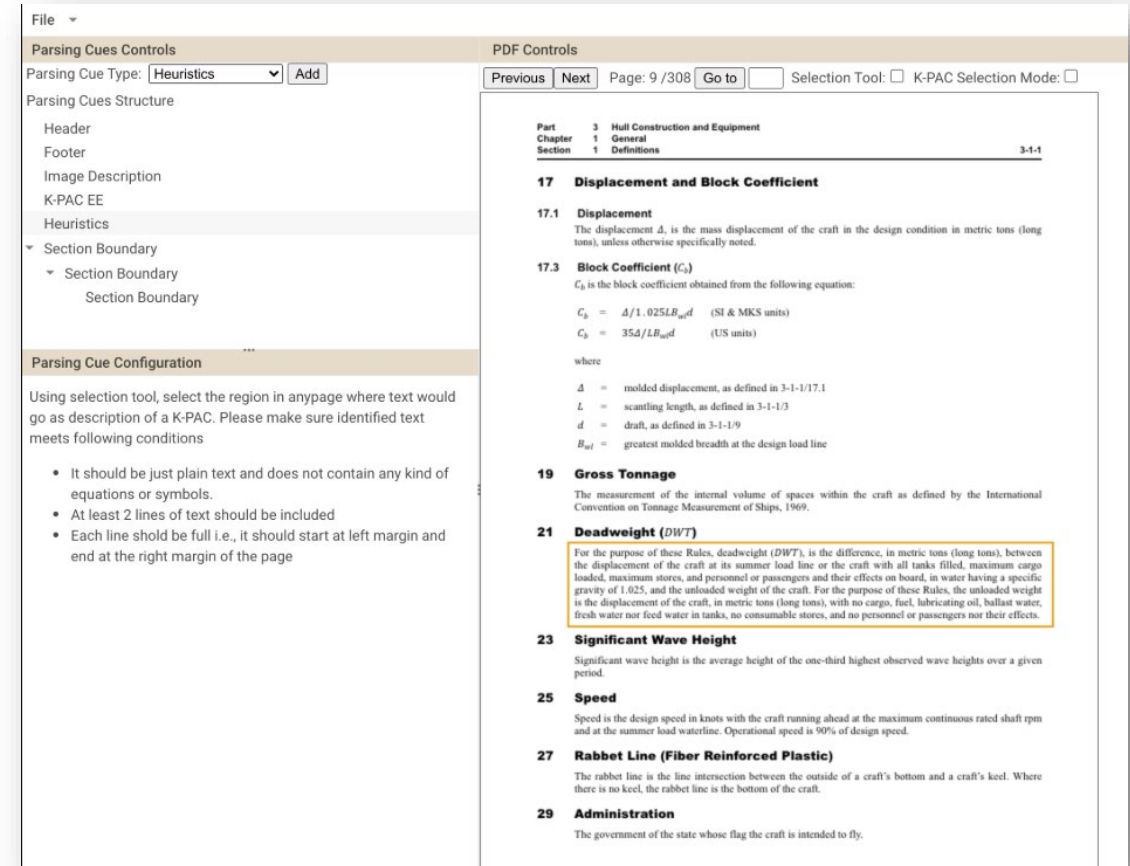 File
Parsing Cues Controls
Parsing Cue Type: Heuristics Add
Parsing Cues Structure
Header
Footer
Image Description
K-PAC EE
Heuristics
Section Boundary
Section Boundary
Section Boundary
Parsing Cue Configuration
Using selection tool, select the region in anypage where text would
go as description of a K-PAC. Please make sure identified text
meets following conditions
• It should be just plain text and does not contain any kind of
equations or symbols.
• At least 2 lines of text should be included
• Each line shold be full i.e., it should start at left margin and
end at the right margin of the page
PDF Controls
Previous Next Page: 9 /308 Go to Selection Tool: K-PAC Selection Mode:
Part 3 Hull Construction and Equipment
Chapter 1 General
Section 1 Definitions 3-1-1
17 Displacement and Block Coefficient
17.1 Displacement
The displacement Δ, is the mass displacement of the craft in the design condition in metric tons (long
tons), unless otherwise specifically noted.
17.3 Block Coefficient (C_b)
C_b is the block coefficient obtained from the following equation:
C_b = Δ/1.025LB_wl d (SI & MKS units)
C_b = 35Δ/LB_wl d (US units)
where
Δ = molded displacement, as defined in 3-1-1/17.1
L = scantling length, as defined in 3-1-1/3
d = draft, as defined in 3-1-1/9
B_wl = greatest molded breadth at the design load line
19 Gross Tonnage
The measurement of the internal volume of spaces within the craft as defined by the International
Convention on Tonnage Measurement of Ships, 1969.
21 Deadweight (DWT)
For the purpose of these Rules, deadweight (DWT), is the difference, in metric tons (long tons), between
the displacement of the craft at its summer load line or the craft with all tanks filled, maximum cargo
loaded, maximum stores, and personnel or passengers and their effects on board, in water having a specific
gravity of 1.025, and the unloaded weight of the craft. For the purpose of these Rules, the unloaded weight
is the displacement of the craft, in metric tons (long tons), with no cargo, fuel, lubricating oil, ballast water,
fresh water nor feed water in tanks, no consumable stores, and no personnel or passengers nor their effects.
23 Significant Wave Height
Significant wave height is the average height of the one-third highest observed wave heights over a given
period.
25 Speed
Speed is the design speed in knots with the craft running ahead at the maximum continuous rated shaft rpm
and at the summer load waterline. Operational speed is 90% of design speed.
27 Rabbet Line (Fiber Reinforced Plastic)
The rabbet line is the line intersection between the outside of a craft's bottom and a craft's keel. Where
there is no keel, the rabbet line is the bottom of the craft.
29 Administration
The government of the state whose flag the craft is intended to fly.